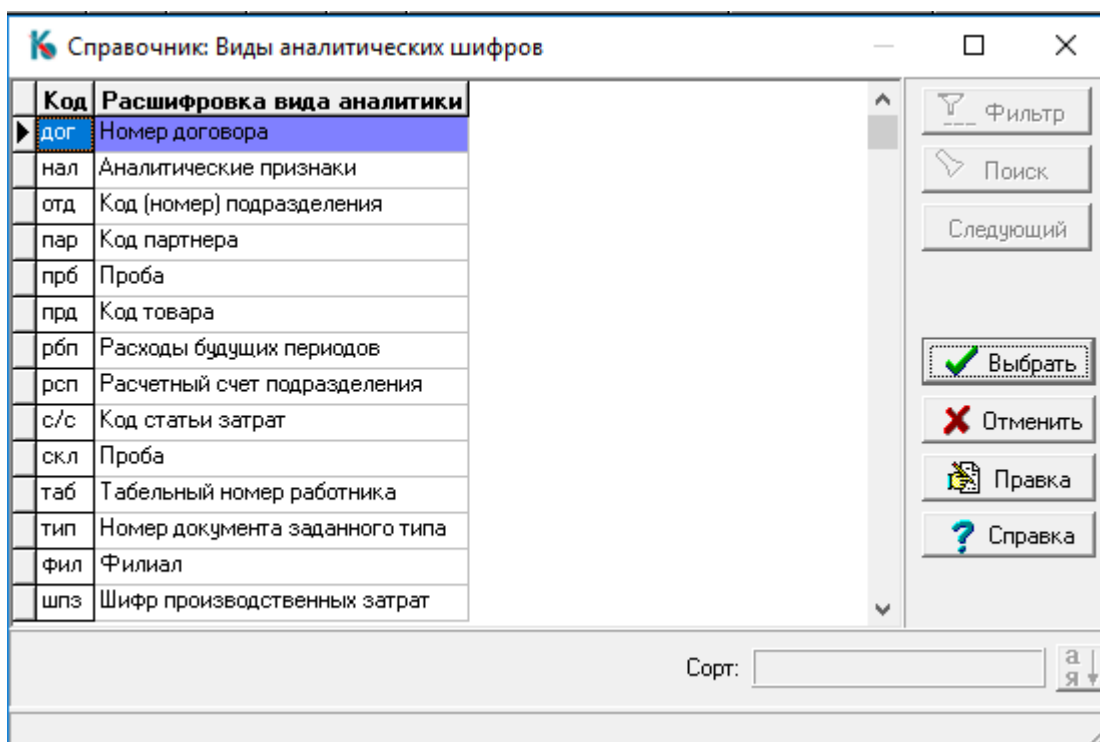 Справочник: Виды аналитических шифров
Код Расшифровка вида аналитики
дог Номер договора
нал Аналитические признаки
отд Код (номер) подразделения
пар Код партнера
прб Проба
прд Код товара
рбп Расходы будущих периодов
рсп Расчетный счет подразделения
с/с Код статьи затрат
скл Проба
таб Табельный номер работника
тип Номер документа заданного типа
фил Филиал
шпз Шифр производственных затрат
Фильтр
Поиск
Следующий
Выбрать
Отменить
Правка
Справка
Сорт:
а
я